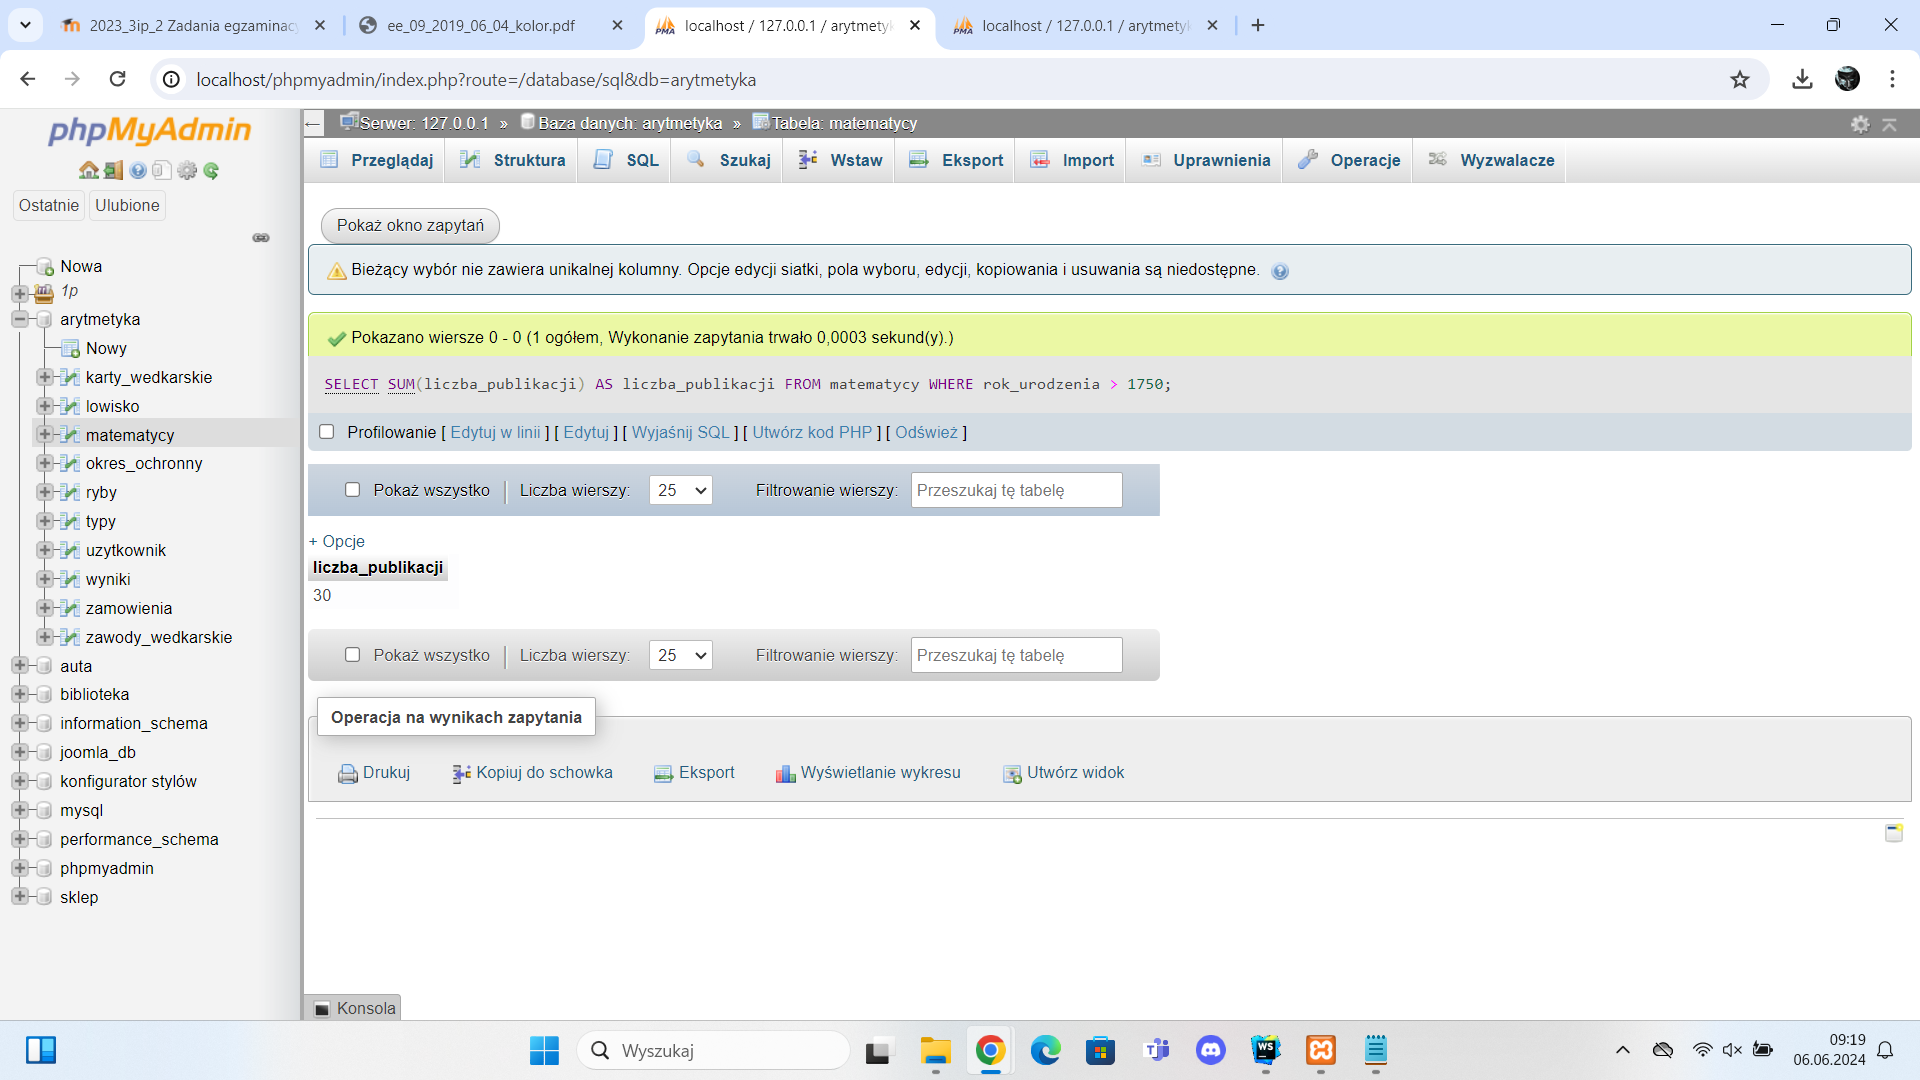 2023_3ip_2 Zadania egzaminac
ee_09_2019_06_04_kolor.pdf
localhost / 127.0.0.1 / arytmetyk
localhost / 127.0.0.1 / arytmetyk
localhost/phpmyadmin/index.php?route=/database/sql&db=arytmetyka
phpMyAdmin
Ostatnie
Ulubione
Nowa
1p
arytmetyka
Nowy
karty_wedkarskie
lowisko
matematycy
okres_ochronny
ryby
typy
uzytkownik
wyniki
zamowienia
zawody_wedkarskie
auta
biblioteka
information_schema
joomla_db
konfigurator stylów
mysql
performance_schema
phpmyadmin
sklep
Serwer: 127.0.0.1 » Baza danych: arytmetyka » Tabela: matematycy
Przeglądaj Struktura SQL Szukaj Wstaw Eksport Import Uprawnienia Operacje Wyzwalacze
Pokaż okno zapytań
Bieżący wybór nie zawiera unikalnej kolumny. Opcje edycji siatki, pola wyboru, edycji, kopiowania i usuwania są niedostępne.
Pokazano wiersze 0 - 0 (1 ogółem, Wykonanie zapytania trwało 0,0003 sekund(y).)
SELECT SUM(liczba_publikacji) AS liczba_publikacji FROM matematycy WHERE rok_urodzenia > 1750;
Profilowanie [ Edytuj w linii ] [ Edytuj ] [ Wyjaśnij SQL ] [ Utwórz kod PHP ] [ Odśwież ]
Pokaż wszystko Liczba wierszy: 25 Filtrowanie wierszy: Przeszukaj tę tabelę
+ Opcje
liczba_publikacji
30
Pokaż wszystko Liczba wierszy: 25 Filtrowanie wierszy: Przeszukaj tę tabelę
Operacja na wynikach zapytania
Drukuj Kopiuj do schowka Eksport Wyświetlanie wykresu Utwórz widok
Konsola
Wyszukaj
09:19
06.06.2024